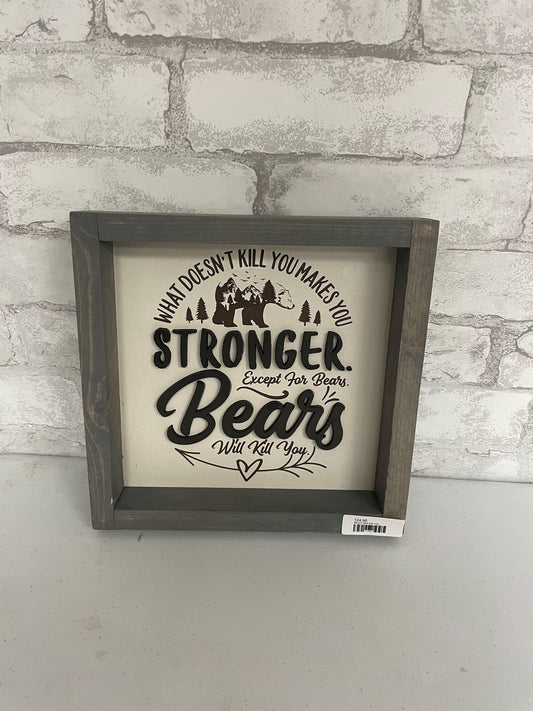 WHAT DOESN'T KILL YOU MAKES YOU
STRONGER.
Except For Bears.
Bears
Will Kill You.